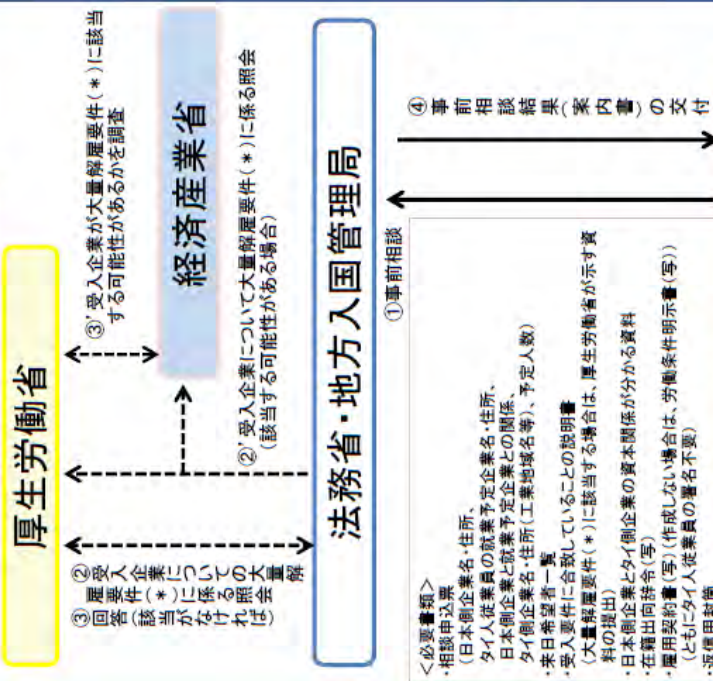 厚生労働省
③’受入企業が大量解雇要件(*)に該当
する可能性があるかを調査
経済産業省
②受入企業についての大量解
雇要件(*)に係る照会
③回答(該当がなければ)
②’受入企業について大量解雇要件(*)に係る照会
(該当する可能性がある場合)
法務省・地方入国管理局
①事前相談
④事前相談結果(案内書)の交付
<必要書類>
・相談申込票
(日本側企業名・住所、
タイ人従業員の就業予定企業名・住所、
日本側企業と就業予定企業との関係、
タイ側企業名・住所(工業地域名等)、予定人数)
・来日希望者一覧
・受入要件に合致していることの説明書
(大量解雇要件(*)に該当する場合は、厚生労働省が示す資
料の提出)
・日本側企業とタイ側企業の資本関係が分かる資料
・在籍出向辞令(写)
・雇用契約書(写)(作成しない場合は、労働条件明示書(写))
(ともにタイ人従業員の署名不要)
・返信用封筒